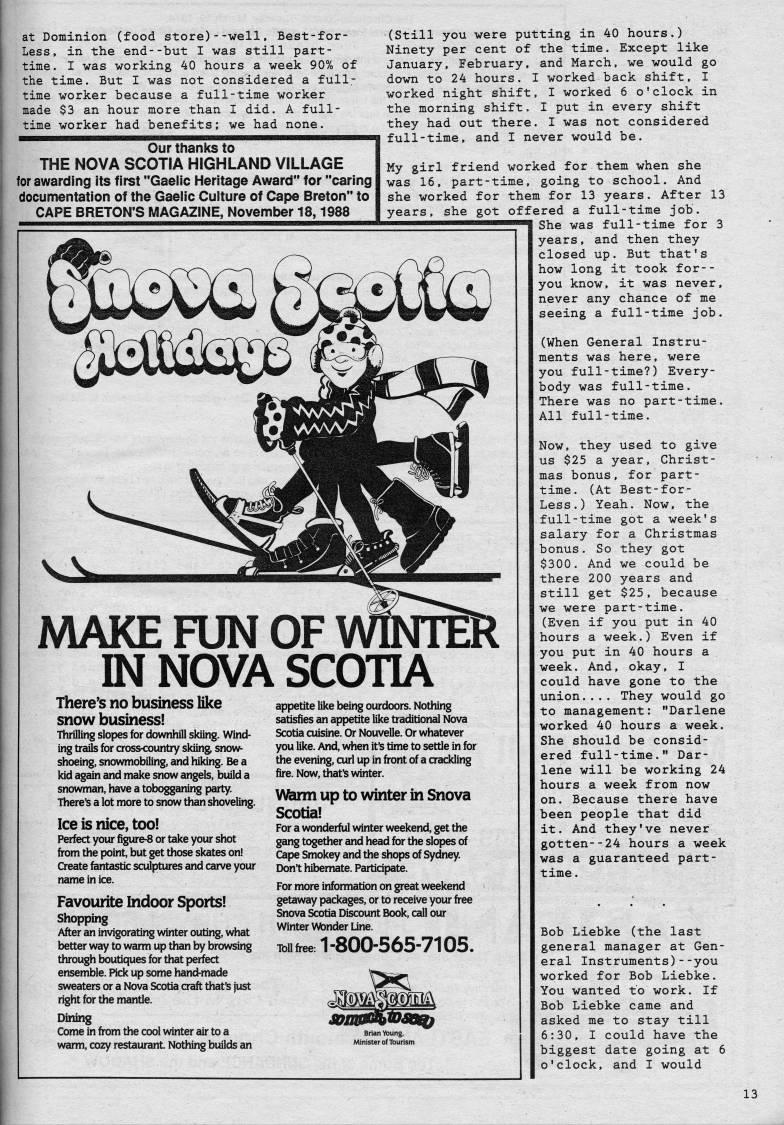 at Dominion (food store)--well, Best-for-
Less, in the end--but I was still part-
time. I was working 40 hours a week 90% of
the time. But I was not considered a full-
time worker because a full-time worker
made $3 an hour more than I did. A full-
time worker had benefits; we had none.
(Still you were putting in 40 hours.)
Ninety per cent of the time. Except like
January, February, and March, we would go
down to 24 hours. I worked back shift, I
worked night shift, I worked 6 o'clock in
the morning shift. I put in every shift
they had out there. I was not considered
full-time, and I never would be.
My girl friend worked for them when she
was 16, part-time, going to school. And
she worked for them for 13 years. After 13
years, she got offered a full-time job.
She was full-time for 3
years, and then they
closed up. But that's
how long it took for--
you know, it was never,
never any chance of me
seeing a full-time job.
(When General Instru-
ments was here, were
you full-time?) Every-
body was full-time.
There was no part-time.
All full-time.
Now, they used to give
us $25 a year, Christ-
mas bonus, for part-
time. (At Best-for-
Less.) Yeah. Now, the
full-time got a week's
salary for a Christmas
bonus. So they got
$300. And we could be
there 200 years and
still get $25, because
we were part-time.
(Even if you put in 40
hours a week.) Even if
you put in 40 hours a
week. And, okay, I
could have gone to the
union.... They would go
to management: "Darlene
worked 40 hours a week.
She should be consid-
ered full-time." Dar-
lene will be working 24
hours a week from now
on. Because there have
been people that did
it. And they've never
gotten--24 hours a week
was a guaranteed part-
time.
. . .
Bob Liebke (the last
general manager at Gen-
eral Instruments)--you
worked for Bob Liebke.
You wanted to work. If
Bob Liebke came and
asked me to stay till
6:30, I could have the
biggest date going at 6
o'clock, and I would
Our thanks to
THE NOVA SCOTIA HIGHLAND VILLAGE
for awarding its first "Gaelic Heritage Award" for "caring
documentation of the Gaelic Culture of Cape Breton" to
CAPE BRETON'S MAGAZINE, November 18, 1988
Snova Scotia
Holidays
MAKE FUN OF WINTER
IN NOVA SCOTIA
There's no business like
snow business!
Thrilling slopes for downhill skiing. Wind-
ing trails for cross-country skiing, snow-
shoeing, snowmobiling, and hiking. Be a
kid again and make snow angels, build a
snowman, have a tobogganing party.
There's a lot more to snow than shoveling.
Ice is nice, too!
Perfect your figure-8 or take your shot
from the point, but get those skates on!
Create fantastic sculptures and carve your
name in ice.
Favourite Indoor Sports!
Shopping
After an invigorating winter outing, what
better way to warm up than by browsing
through boutiques for that perfect
ensemble. Pick up some hand-made
sweaters or a Nova Scotia craft that's just
right for the mantle.
Dining
Come in from the cool winter air to a
warm, cozy restaurant. Nothing builds an
appetite like being ourdoors. Nothing
satisfies an appetite like traditional Nova
Scotia cuisine. Or Nouvelle. Or whatever
you like. And, when it's time to settle in for
the evening, curl up in front of a crackling
fire. Now, that's winter.
Warm up to winter in Snova
Scotia!
For a wonderful winter weekend, get the
gang together and head for the slopes of
Cape Smokey and the shops of Sydney.
Don't hibernate. Participate.
For more information on great weekend
getaway packages, or to receive your free
Snova Scotia Discount Book, call our
Winter Wonder Line.
Toll free: 1-800-565-7105.
NOVA SCOTIA
so much to sea
Brian Young,
Minister of Tourism
13